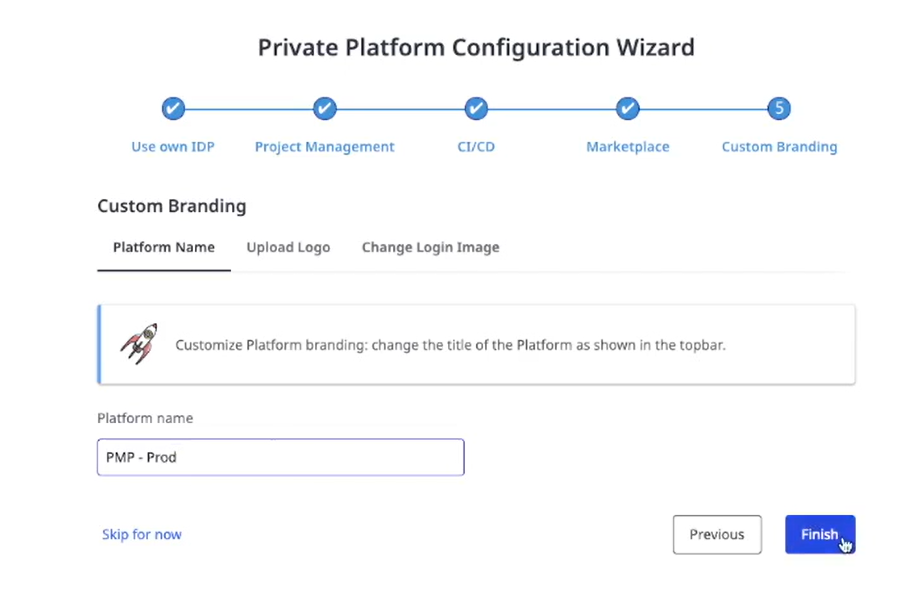 Private Platform Configuration Wizard
5
Use own IDP Project Management CI/CD Marketplace Custom Branding
Custom Branding
Platform Name Upload Logo Change Login Image
Customize Platform branding: change the title of the Platform as shown in the topbar.
Platform name
PMP - Prod
Skip for now Previous Finish